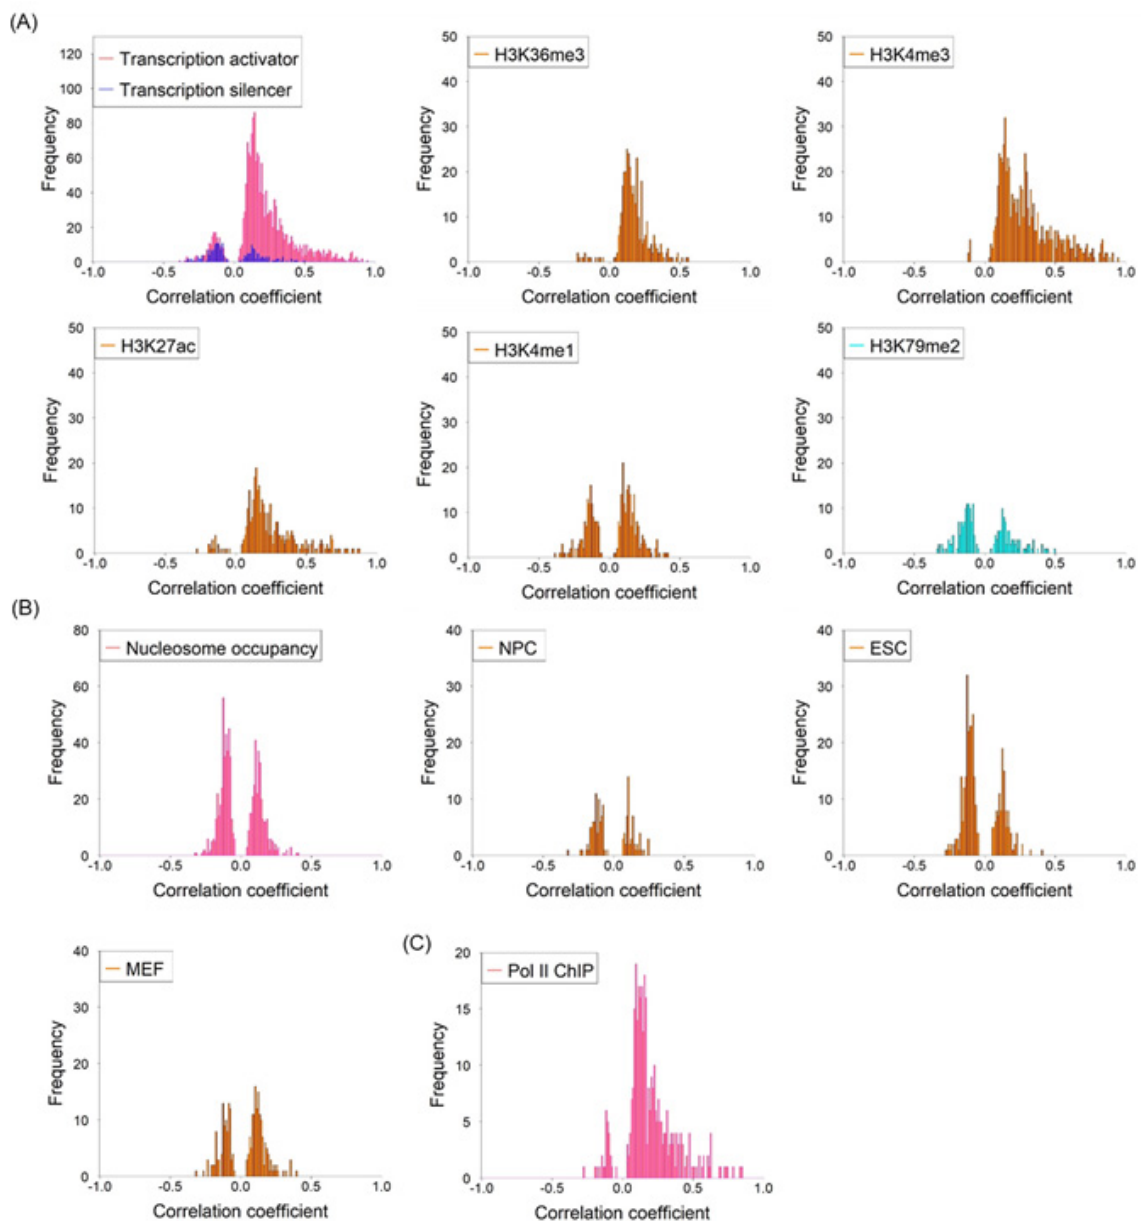 (A)
Transcription activator
Transcription silencer
120
100
80
60
40
20
0
-1.0 -0.5 0.0 0.5 1.0
Frequency
Correlation coefficient
H3K36me3
50
40
30
20
10
0
-1.0 -0.5 0.0 0.5 1.0
Frequency
Correlation coefficient
H3K4me3
50
40
30
20
10
0
-1.0 -0.5 0.0 0.5 1.0
Frequency
Correlation coefficient
H3K27ac
50
40
30
20
10
0
-1.0 -0.5 0.0 0.5 1.0
Frequency
Correlation coefficient
H3K4me1
50
40
30
20
10
0
-1.0 -0.5 0.0 0.5 1.0
Frequency
Correlation coefficient
H3K79me2
50
40
30
20
10
0
-1.0 -0.5 0.0 0.5 1.0
Frequency
Correlation coefficient
(B)
Nucleosome occupancy
80
60
40
20
0
-1.0 -0.5 0.0 0.5 1.0
Frequency
Correlation coefficient
NPC
40
30
20
10
0
-1.0 -0.5 0.0 0.5 1.0
Frequency
Correlation coefficient
ESC
40
30
20
10
0
-1.0 -0.5 0.0 0.5 1.0
Frequency
Correlation coefficient
MEF
40
30
20
10
0
-1.0 -0.5 0.0 0.5 1.0
Frequency
Correlation coefficient
(C)
Pol II ChIP
20
15
10
5
0
-1.0 -0.5 0.0 0.5 1.0
Frequency
Correlation coefficient